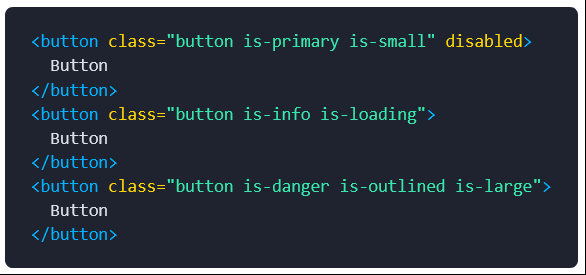 <button class="button is-primary is-small" disabled>
  Button
</button>
<button class="button is-info is-loading">
  Button
</button>
<button class="button is-danger is-outlined is-large">
  Button
</button>